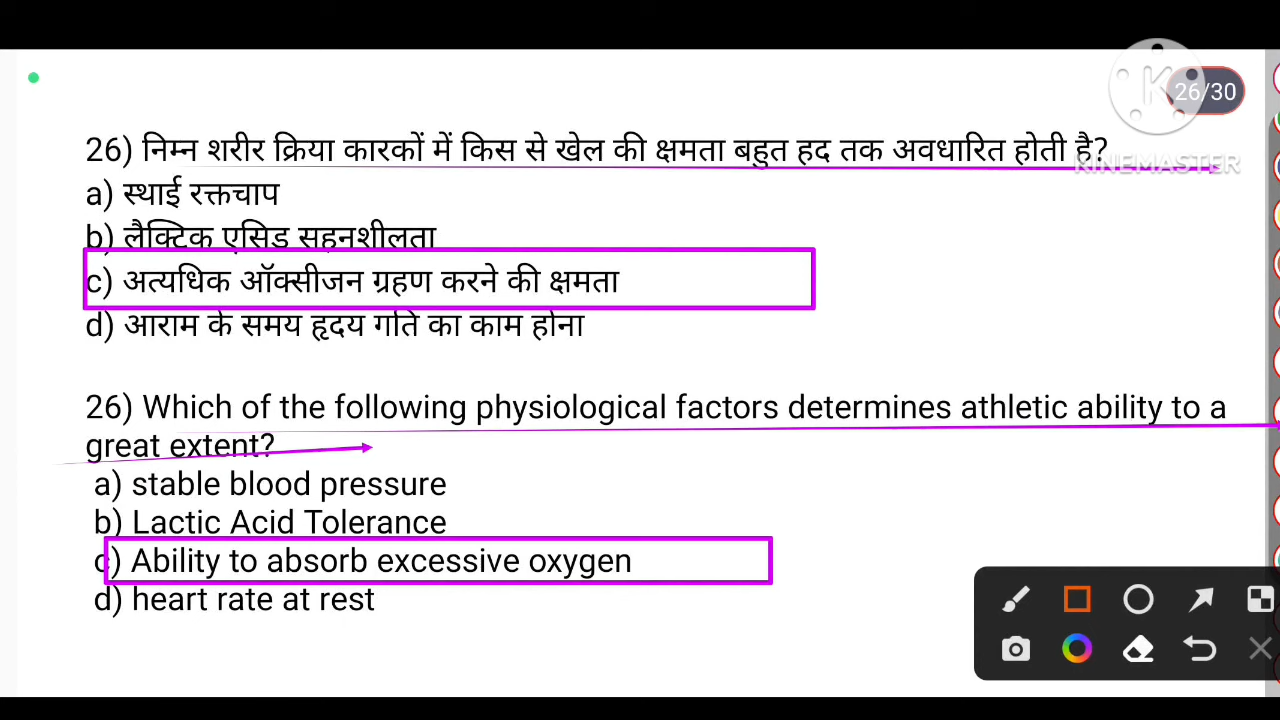 26/30
KINEMASTER
26) निम्न शरीर क्रिया कारकों में किस से खेल की क्षमता बहुत हद तक अवधारित होती है?
a) स्थाई रक्तचाप
b) लैक्टिक एसिड सहनशीलता
c) अत्यधिक ऑक्सीजन ग्रहण करने की क्षमता
d) आराम के समय हृदय गति का काम होना
26) Which of the following physiological factors determines athletic ability to a
great extent?
a) stable blood pressure
b) Lactic Acid Tolerance
c) Ability to absorb excessive oxygen
d) heart rate at rest